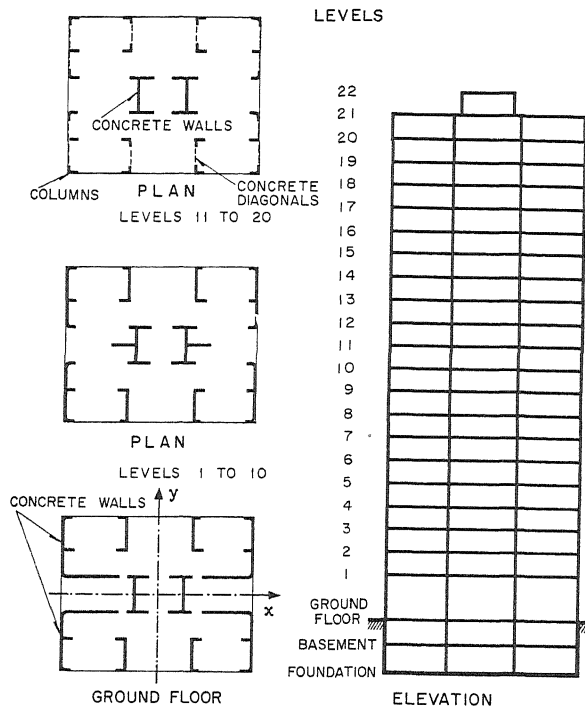 CONCRETE WALLS
COLUMNS
PLAN
CONCRETE
DIAGONALS
LEVELS 11 TO 20
PLAN
LEVELS 1 TO 10
CONCRETE WALLS
y
x
GROUND FLOOR
LEVELS
22
21
20
19
18
17
16
15
14
13
12
11
10
9
8
7
6
5
4
3
2
1
GROUND
FLOOR
BASEMENT
FOUNDATION
ELEVATION